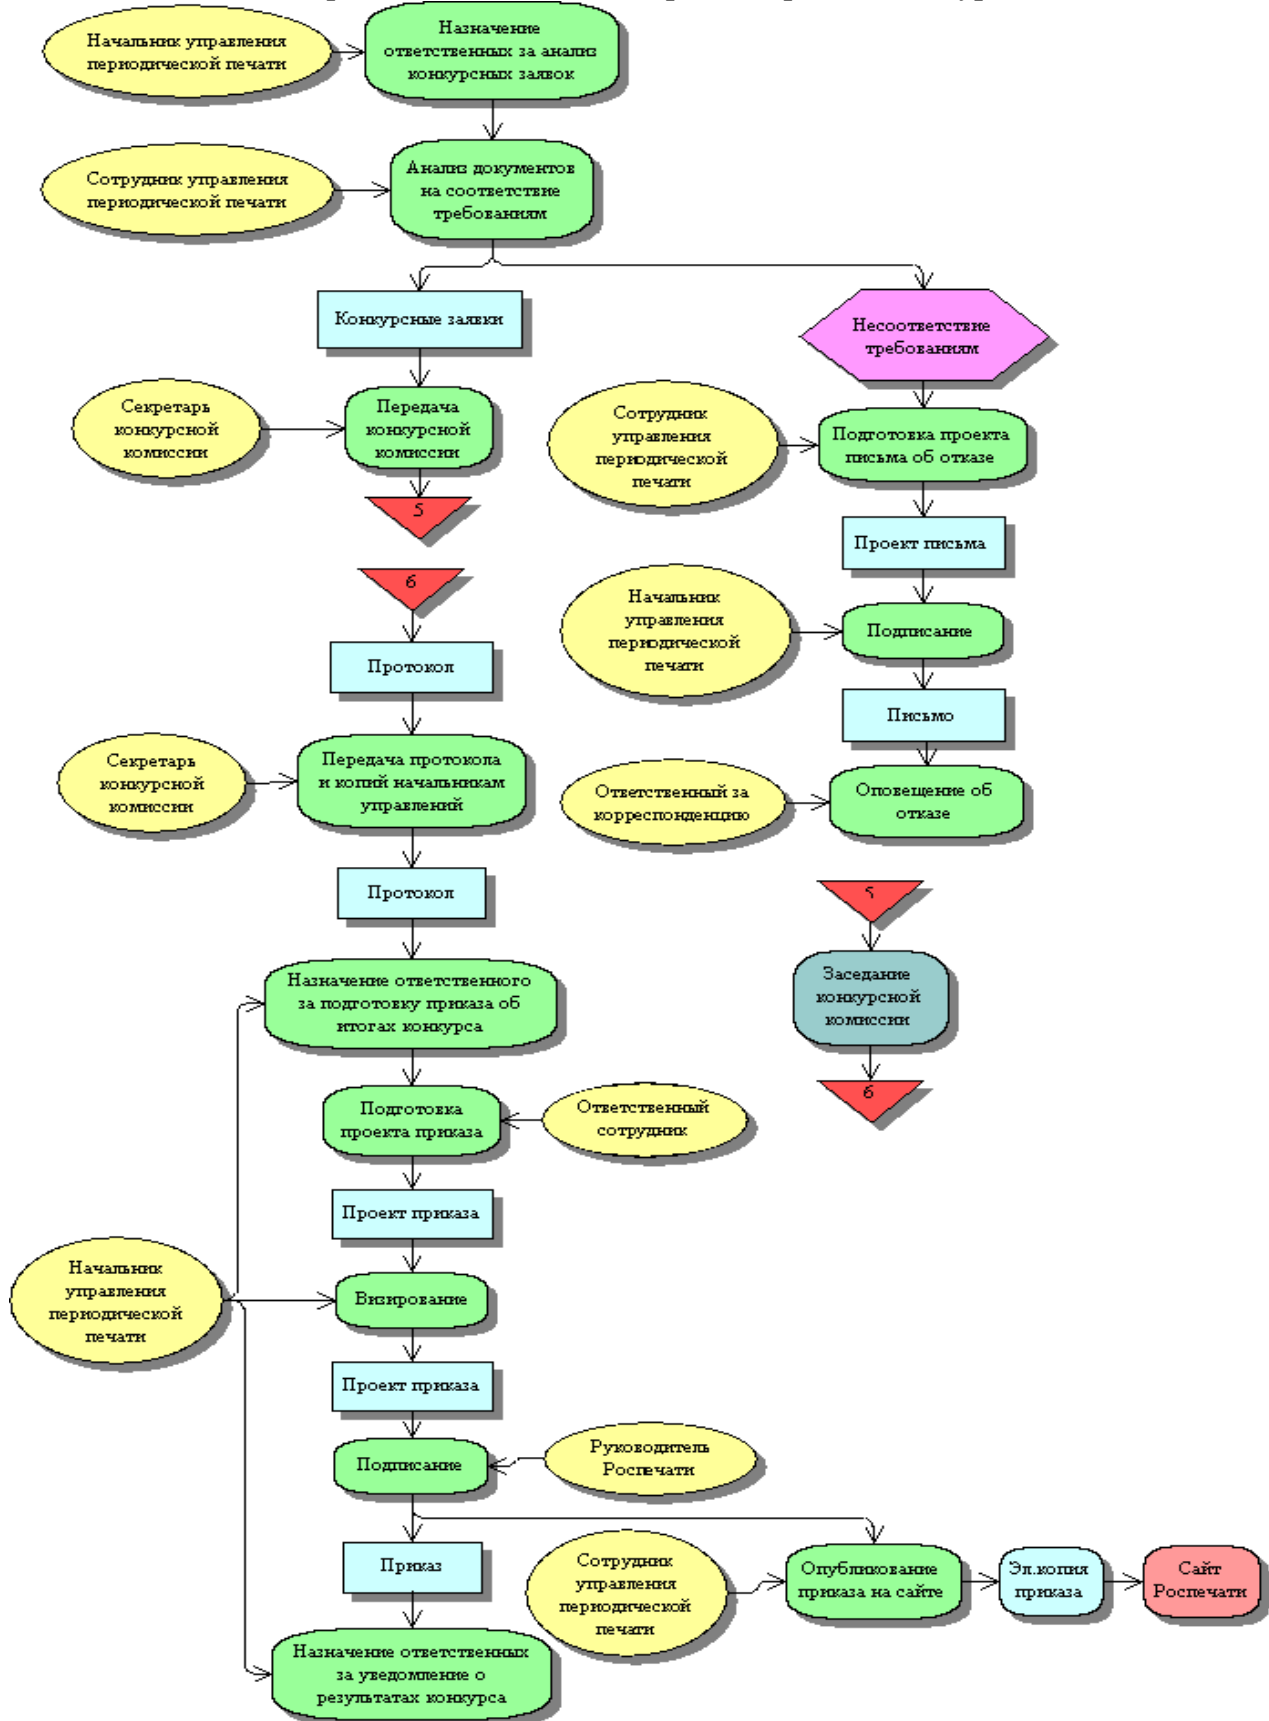 Начальник управления
периодической печати
Назначение
ответственных за анализ
конкурсных заявок
Сотрудник управления
периодической печати
Анализ документов
на соответствие
требованиям
Конкурсные заявки
Несоответствие
требованиям
Секретарь
конкурсной
комиссии
Передача
конкурсной
комиссии
Сотрудник
управления
периодической
печати
Подготовка проекта
письма об отказе
5
Проект письма
6
Начальник
управления
периодической
печати
Подписание
Протокол
Письмо
Секретарь
конкурсной
комиссии
Передача протокола
и копий начальникам
управлений
Ответственный за
корреспонденцию
Оповещение об
отказе
Протокол
5
Назначение ответственного
за подготовку приказа об
итогах конкурса
Заседание
конкурсной
комиссии
6
Подготовка
проекта приказа
Ответственный
сотрудник
Проект приказа
Начальник
управления
периодической
печати
Визирование
Проект приказа
Подписание
Руководитель
Роспечати
Приказ
Сотрудник
управления
периодической
печати
Опубликование
приказа на сайте
Эл.копия
приказа
Сайт
Роспечати
Назначение ответственных
за уведомление о
результатах конкурса